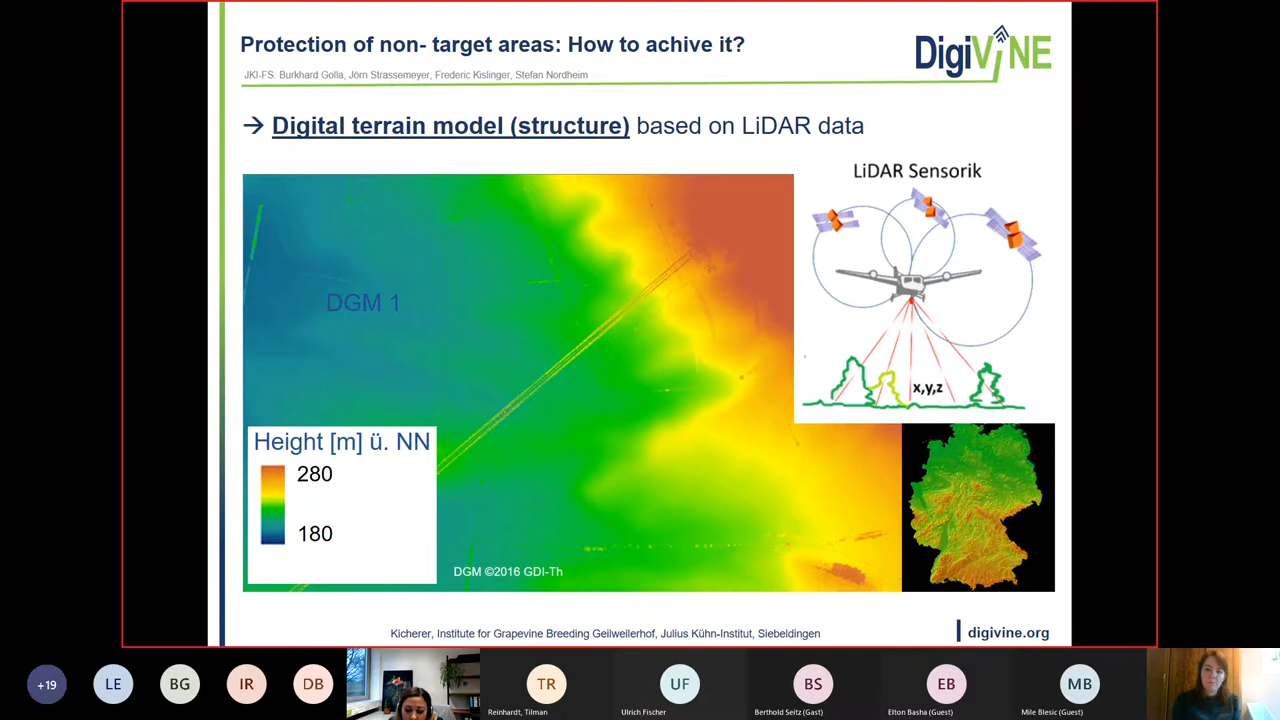 Protection of non- target areas: How to achive it?
JKI-FS: Burkhard Golla, Jörn Strassemeyer, Frederic Kislinger, Stefan Nordheim
DigiViNE
→ Digital terrain model (structure) based on LiDAR data
LiDAR Sensorik
DGM 1
x,y,z
Height [m] ü. NN
280
180
DGM ©2016 GDI-Th
Kicherer, Institute for Grapevine Breeding Geilweilerhof, Julius Kühn-Institut, Siebeldingen
digivine.org
+19
LE
BG
IR
DB
TR
UF
BS
EB
MB
Reinhardt, Tilman
Ulrich Fischer
Berthold Seitz (Gast)
Elton Basha (Guest)
Mile Blesic (Guest)